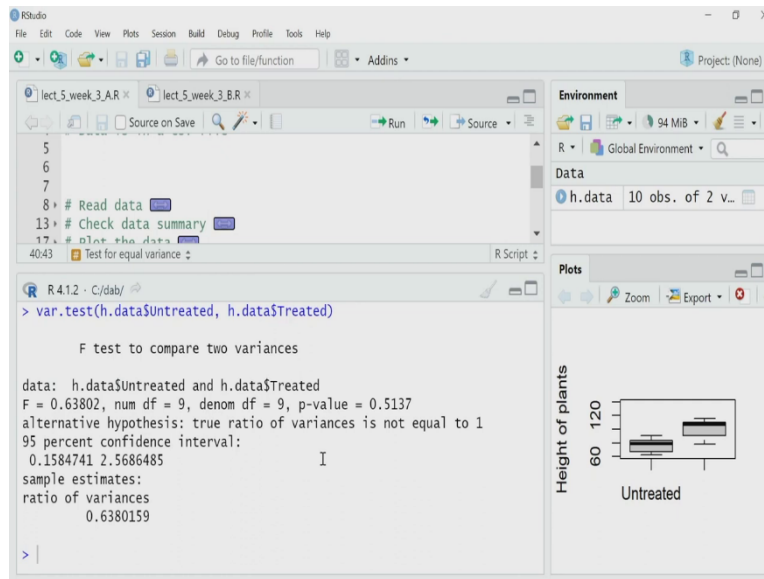 RStudio
File Edit Code View Plots Session Build Debug Profile Tools Help
Go to file/function
Addins
Project: (None)
lect_5_week_3_A.R
lect_5_week_3_B.R
Source on Save
Run
Source
5
6
7
8 # Read data
13 # Check data summary
17 # Plot the data
40:43 Test for equal variance
R Script
R 4.1.2 · C:/dab/
> var.test(h.data$Untreated, h.data$Treated)
F test to compare two variances
data: h.data$Untreated and h.data$Treated
F = 0.63802, num df = 9, denom df = 9, p-value = 0.5137
alternative hypothesis: true ratio of variances is not equal to 1
95 percent confidence interval:
0.1584741 2.5686485
sample estimates:
ratio of variances
0.6380159
>
Environment
94 MiB
R
Global Environment
Data
h.data 10 obs. of 2 v...
Plots
Zoom
Export
Height of plants
60 120
Untreated